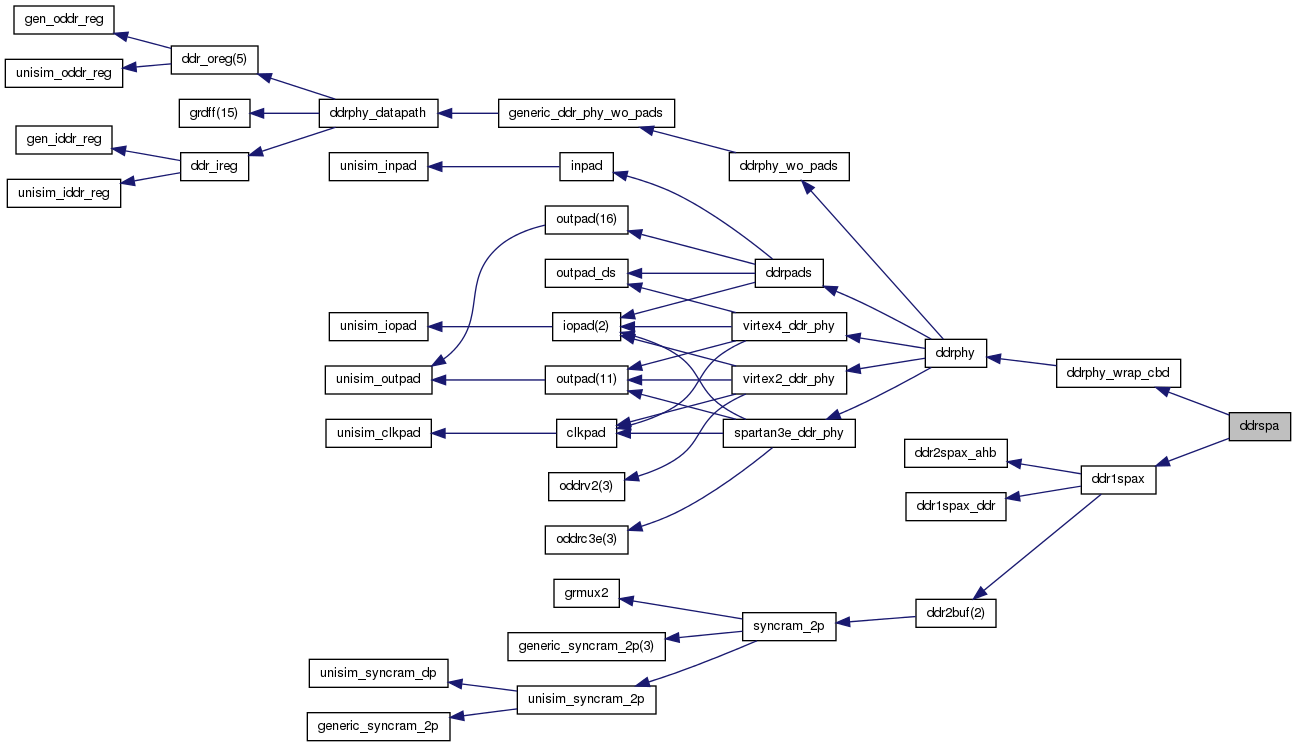 gen_oddr_reg
ddr_oreg(5)
unisim_oddr_reg
grdff(15)
ddrphy_datapath
generic_ddr_phy_wo_pads
gen_iddr_reg
ddr_ireg
unisim_inpad
inpad
ddrphy_wo_pads
unisim_iddr_reg
outpad(16)
outpad_ds
ddrpads
unisim_iopad
iopad(2)
virtex4_ddr_phy
ddrphy
unisim_outpad
outpad(11)
virtex2_ddr_phy
ddrphy_wrap_cbd
unisim_clkpad
clkpad
spartan3e_ddr_phy
ddrspa
ddr2spax_ahb
oddrv2(3)
ddr1spax
ddr1spax_ddr
oddrc3e(3)
grmux2
syncram_2p
ddr2buf(2)
generic_syncram_2p(3)
unisim_syncram_dp
unisim_syncram_2p
generic_syncram_2p